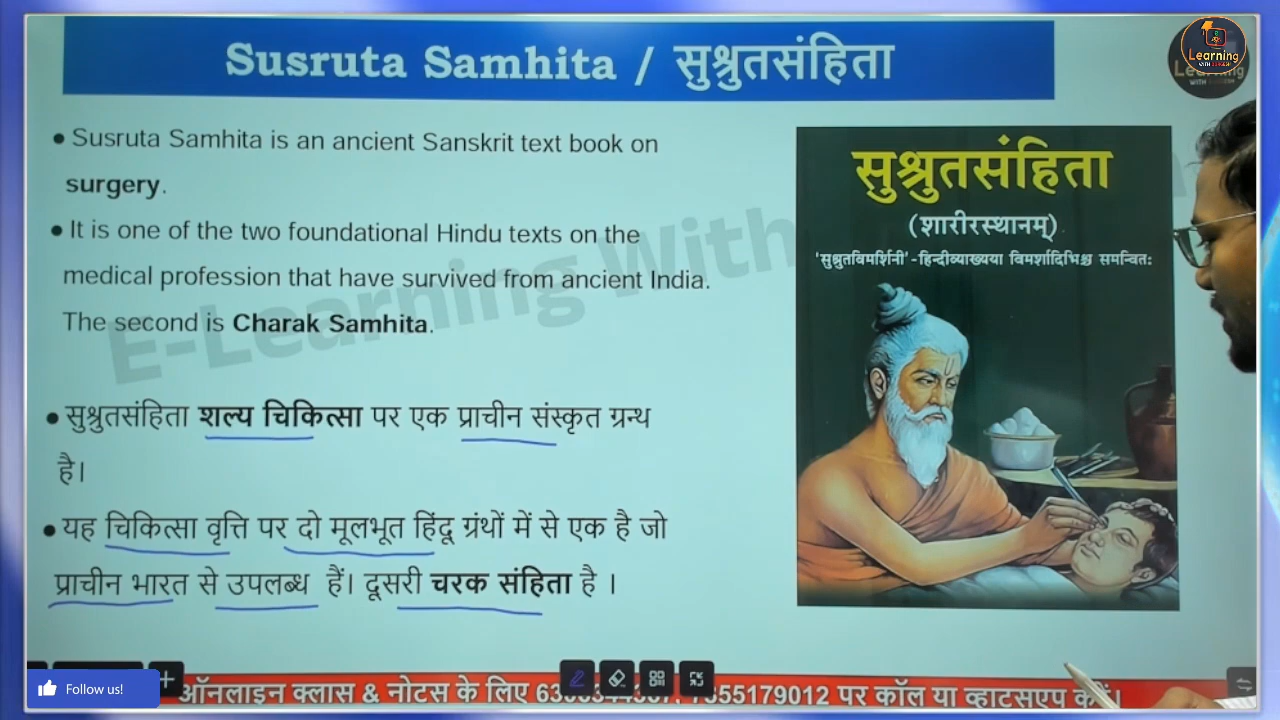 Susruta Samhita / सुश्रुतसंहिता
Learning
• Susruta Samhita is an ancient Sanskrit text book on
surgery.
• It is one of the two foundational Hindu texts on the
medical profession that have survived from ancient India.
The second is Charak Samhita.
E-Learning With
• सुश्रुतसंहिता शल्य चिकित्सा पर एक प्राचीन संस्कृत ग्रन्थ
है।
• यह चिकित्सा वृत्ति पर दो मूलभूत हिंदू ग्रंथों में से एक है जो
प्राचीन भारत से उपलब्ध हैं। दूसरी चरक संहिता है ।
सुश्रुतसंहिता
(शारीरस्थानम्)
'सुश्रुतविमर्शिनी'-हिन्दीव्याख्यया विमर्शादिभिश्च समन्वित:
Follow us!
ऑनलाइन क्लास & नोटस के लिए पर कॉल या व्हाटसएप करें।